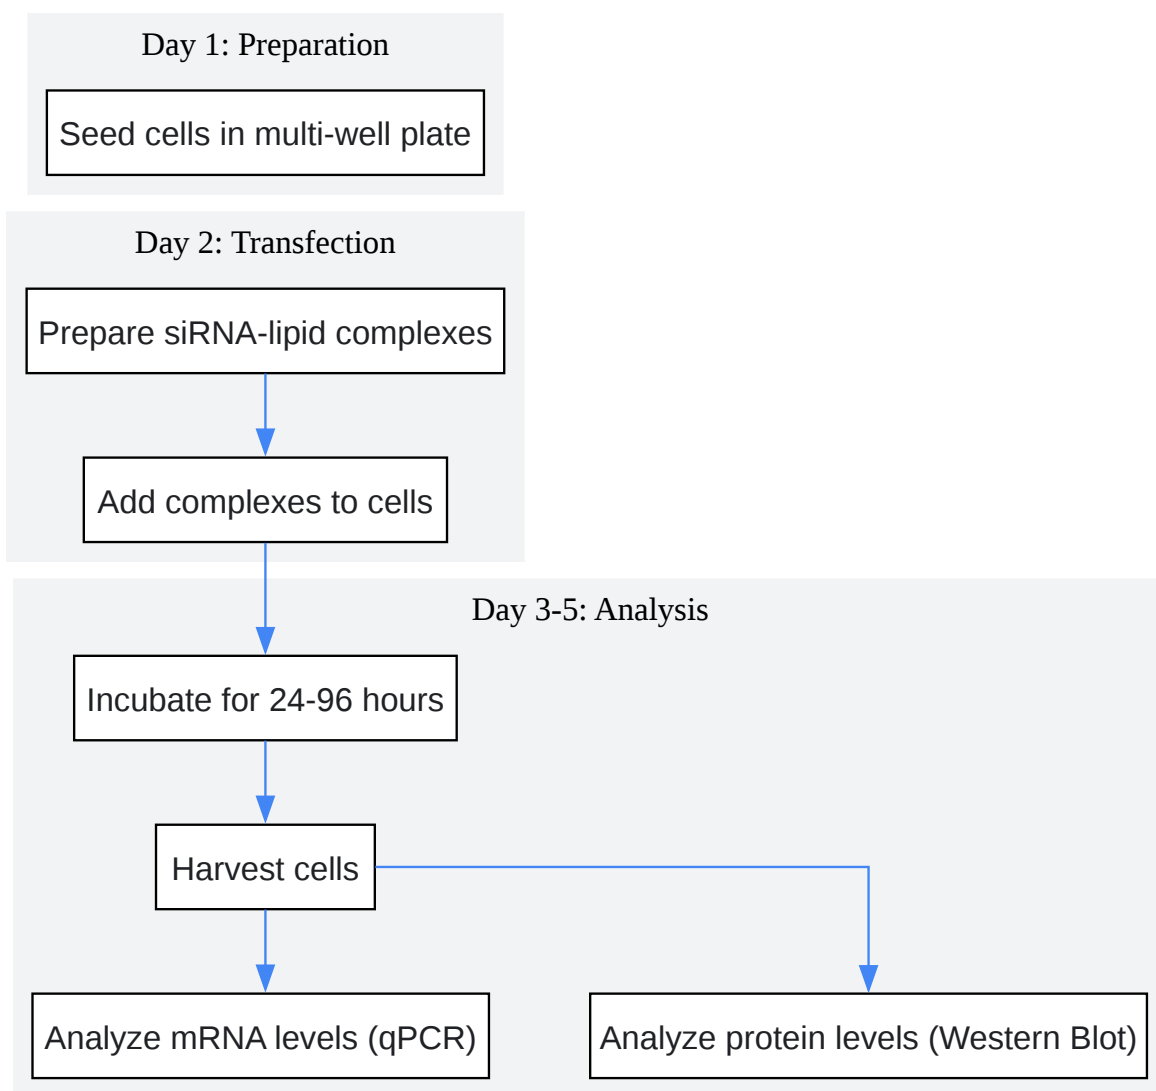 Day 1: Preparation
Seed cells in multi-well plate
Day 2: Transfection
Prepare siRNA-lipid complexes
Add complexes to cells
Day 3-5: Analysis
Incubate for 24-96 hours
Harvest cells
Analyze mRNA levels (qPCR)
Analyze protein levels (Western Blot)